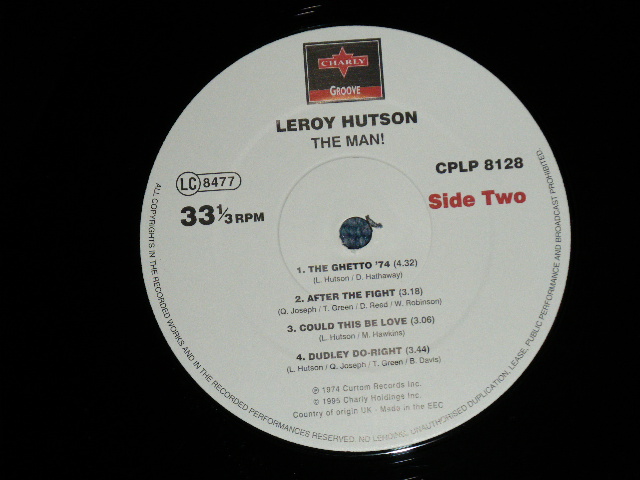 CHARLY
GROOVE
LEROY HUTSON
THE MAN!
CPLP 8128
LC 8477
Side Two
33 1/3 RPM
1. THE GHETTO '74 (4.32)
(L. Hutson / D. Hathaway)
2. AFTER THE FIGHT (3.18)
(Q. Joseph / T. Green / D. Reed / W. Robinson)
3. COULD THIS BE LOVE (3.06)
(L. Hutson / M. Hawkins)
4. DUDLEY DO-RIGHT (3.44)
(L. Hutson / Q. Joseph / T. Green / B. Davis)
℗ 1974 Curtom Records Inc.
© 1995 Charly Holdings Inc.
Country of origin UK - Made in the EEC
ALL COPYRIGHTS IN THE RECORDED WORKS AND IN THE RECORDED PERFORMANCES RESERVED. NO LENDING, UNAUTHORISED DUPLICATION, LEASE, PUBLIC PERFORMANCE AND BROADCAST PROHIBITED.